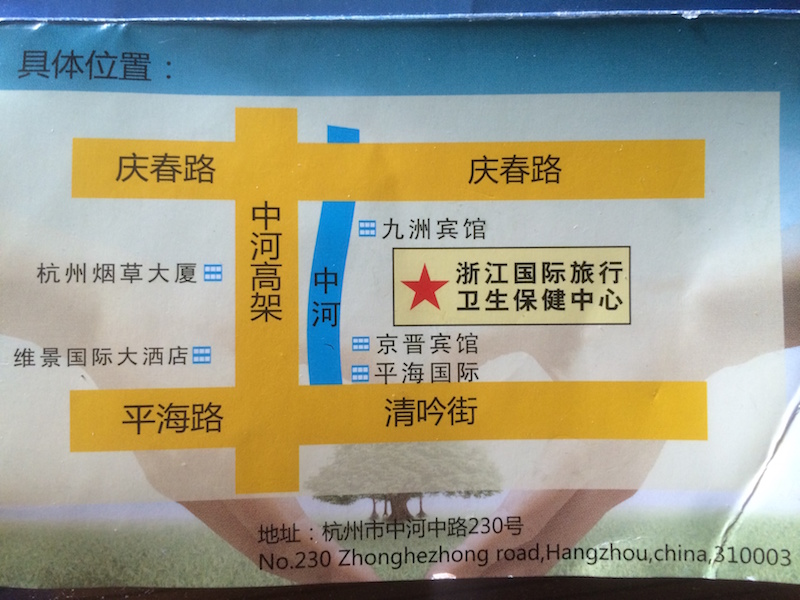 具体位置：
庆春路
庆春路
中河高架
中河
九洲宾馆
杭州烟草大厦
浙江国际旅行
卫生保健中心
维景国际大酒店
京晋宾馆
平海国际
平海路
清吟街
地址：杭州市中河中路230号
No.230 Zhonghezhong road,Hangzhou,china,310003